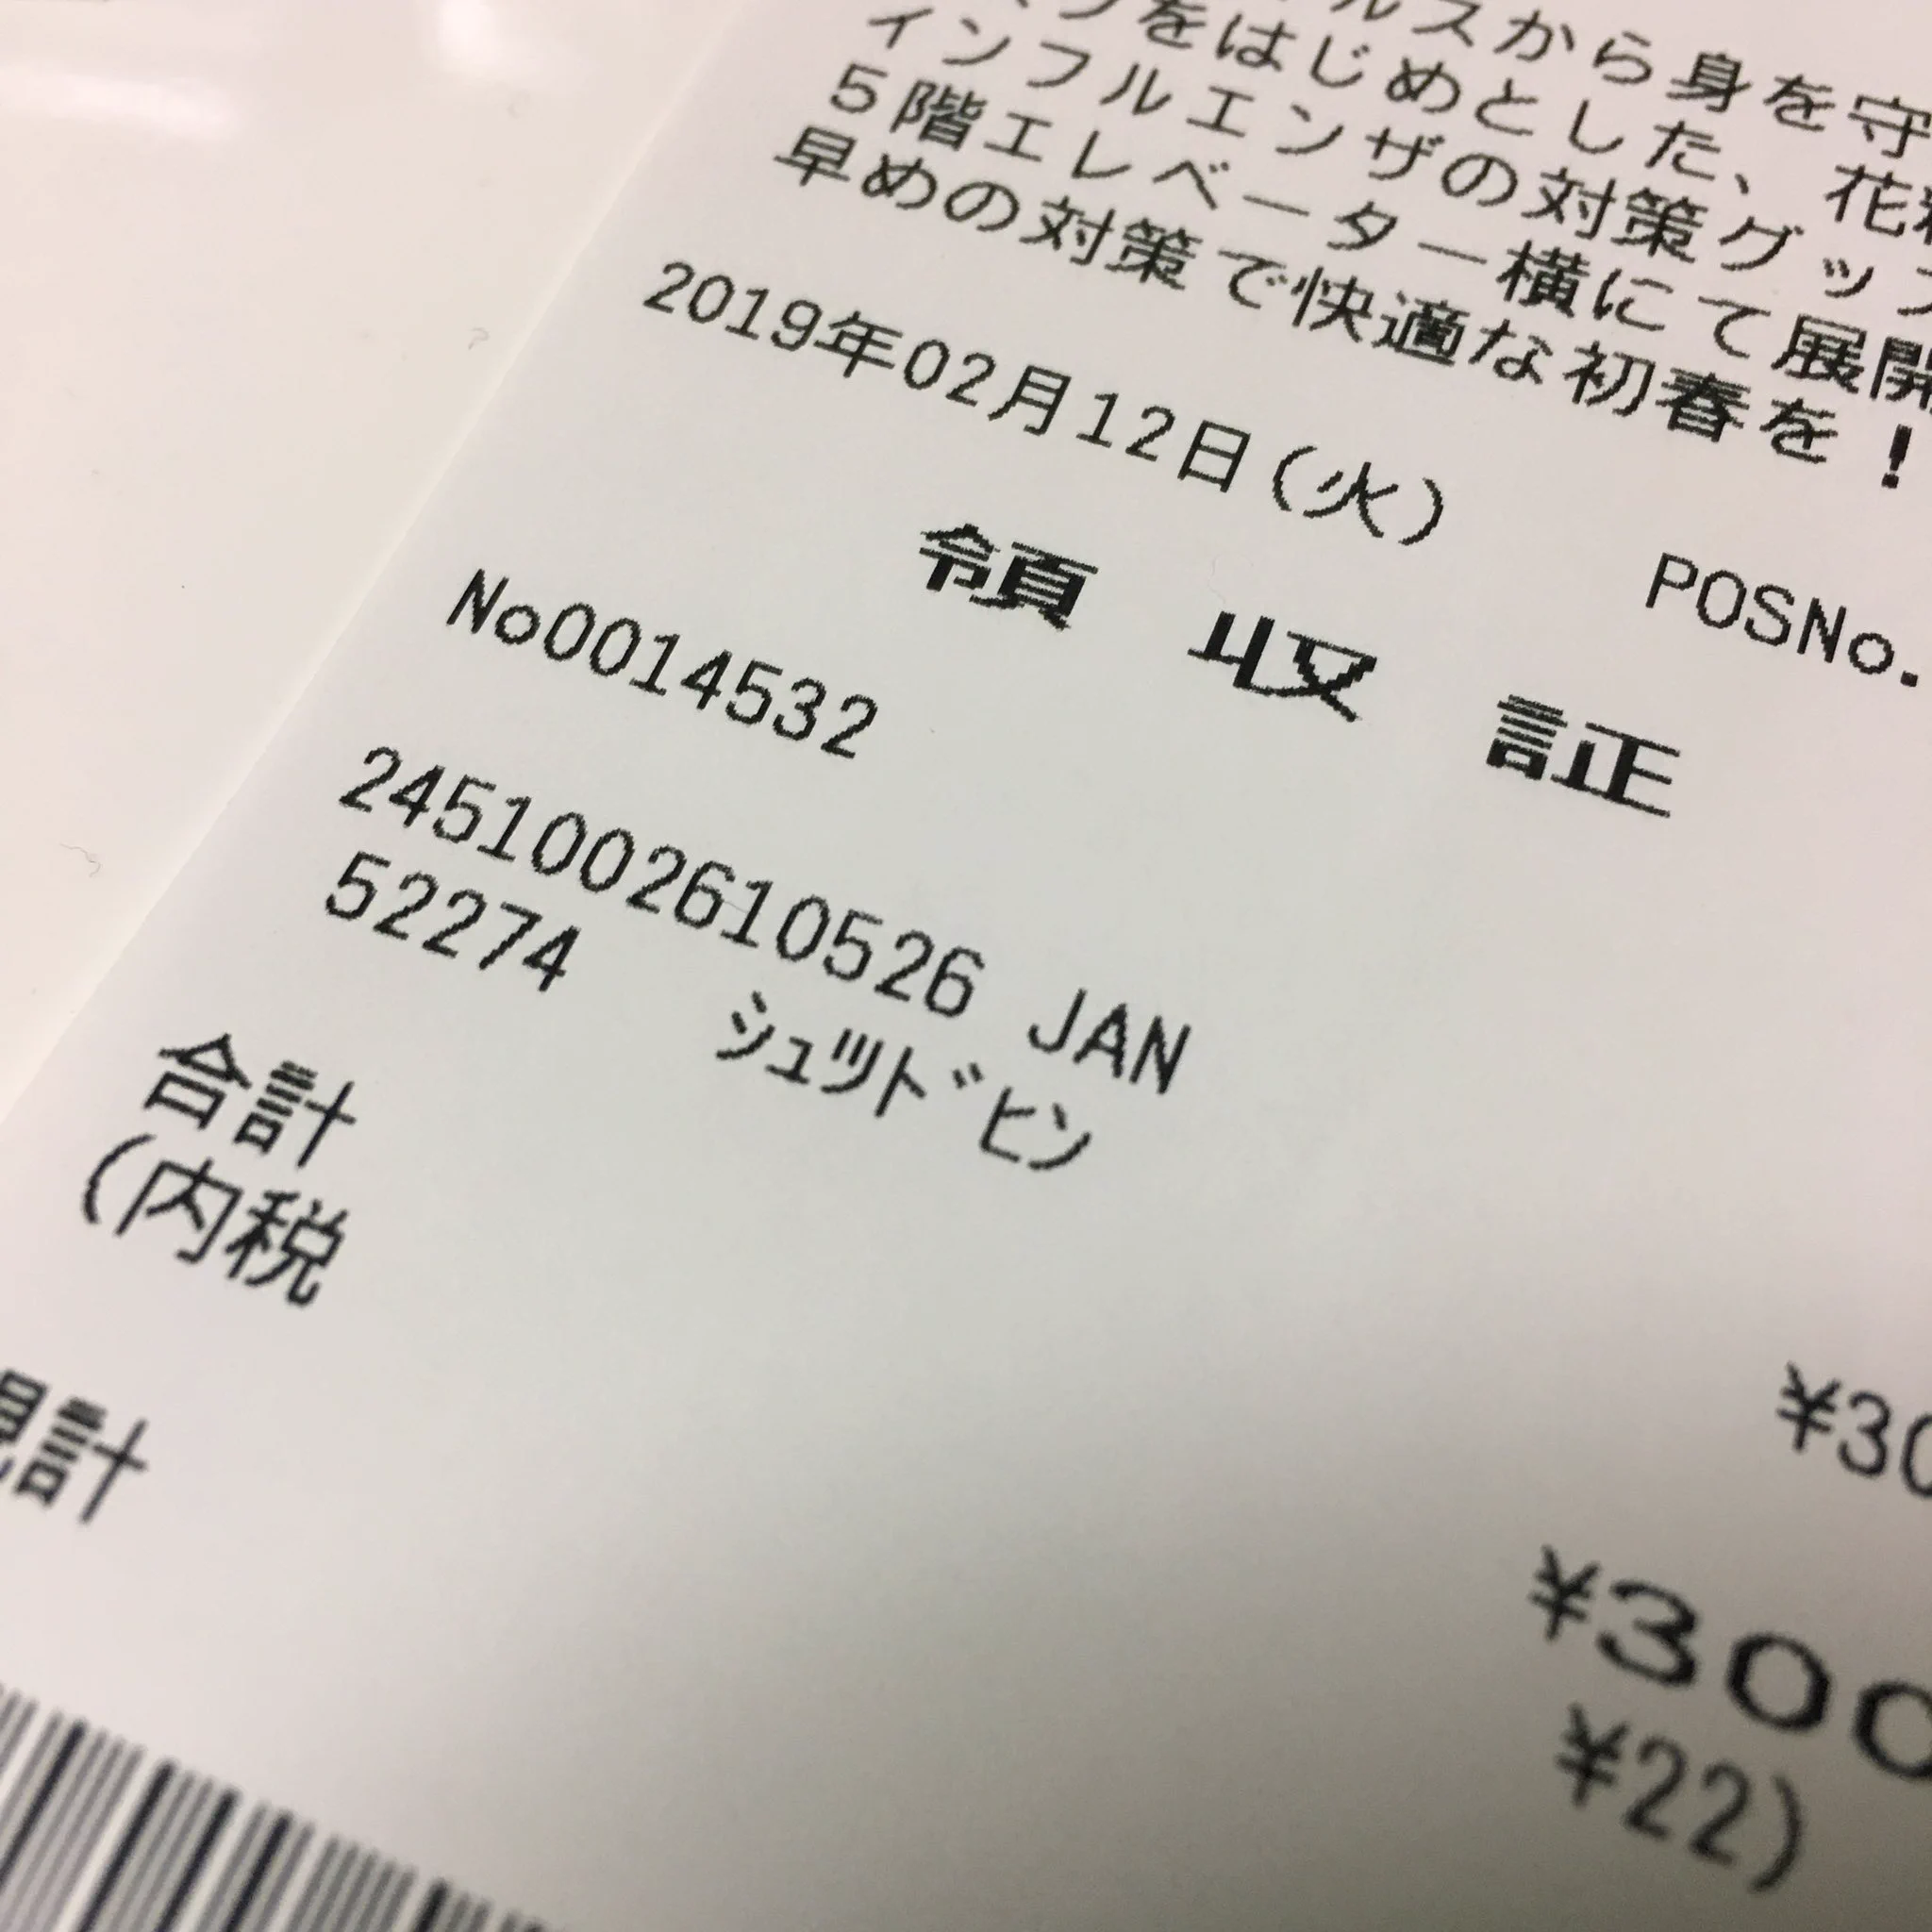 ルスから身を守
をはじめとした、花粉
インフルエンザの対策グッズ
5階エレベーター横にて展開
早めの対策で快適な初春を!
2019年02月12日(火)
POSNo.
領 収 証
No0014532
2451002610526 JAN
52274 シュツドヒン
¥30
合計 ¥300
(内税 ¥22)
現計